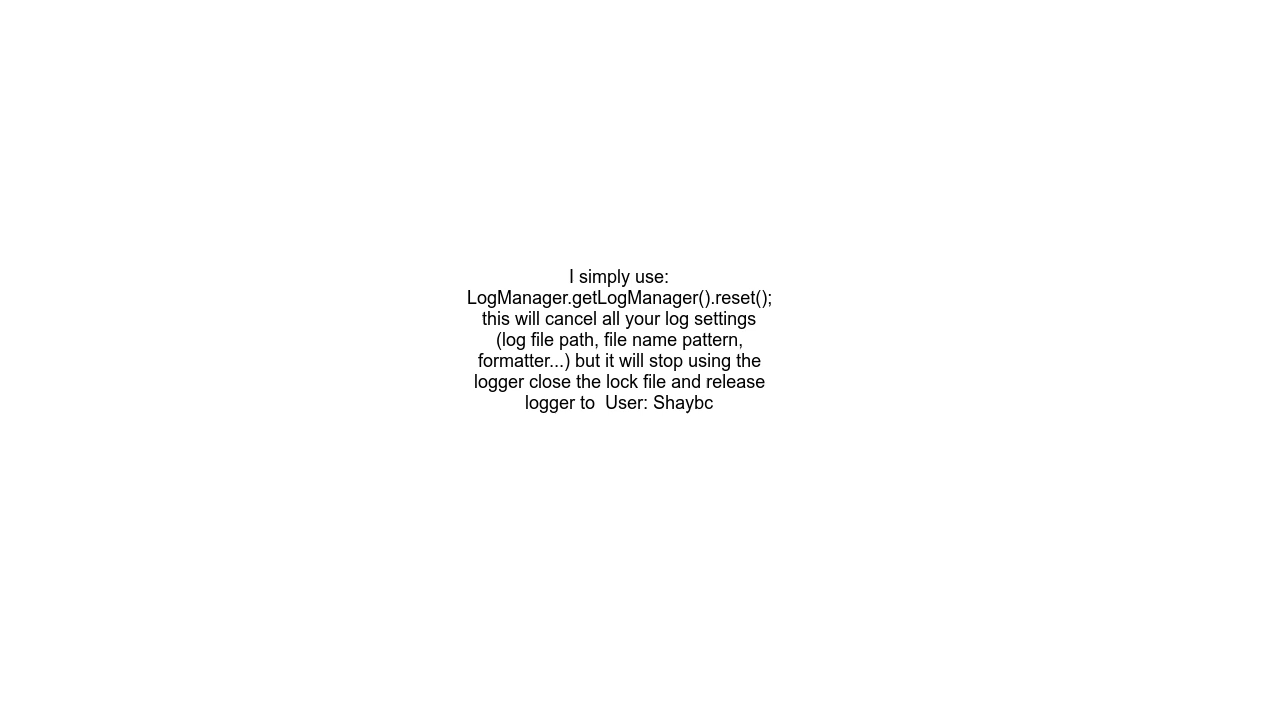 I simply use:
LogManager.getLogManager().reset();
this will cancel all your log settings
(log file path, file name pattern,
formatter...) but it will stop using the
logger close the lock file and release
logger to  User: Shaybc